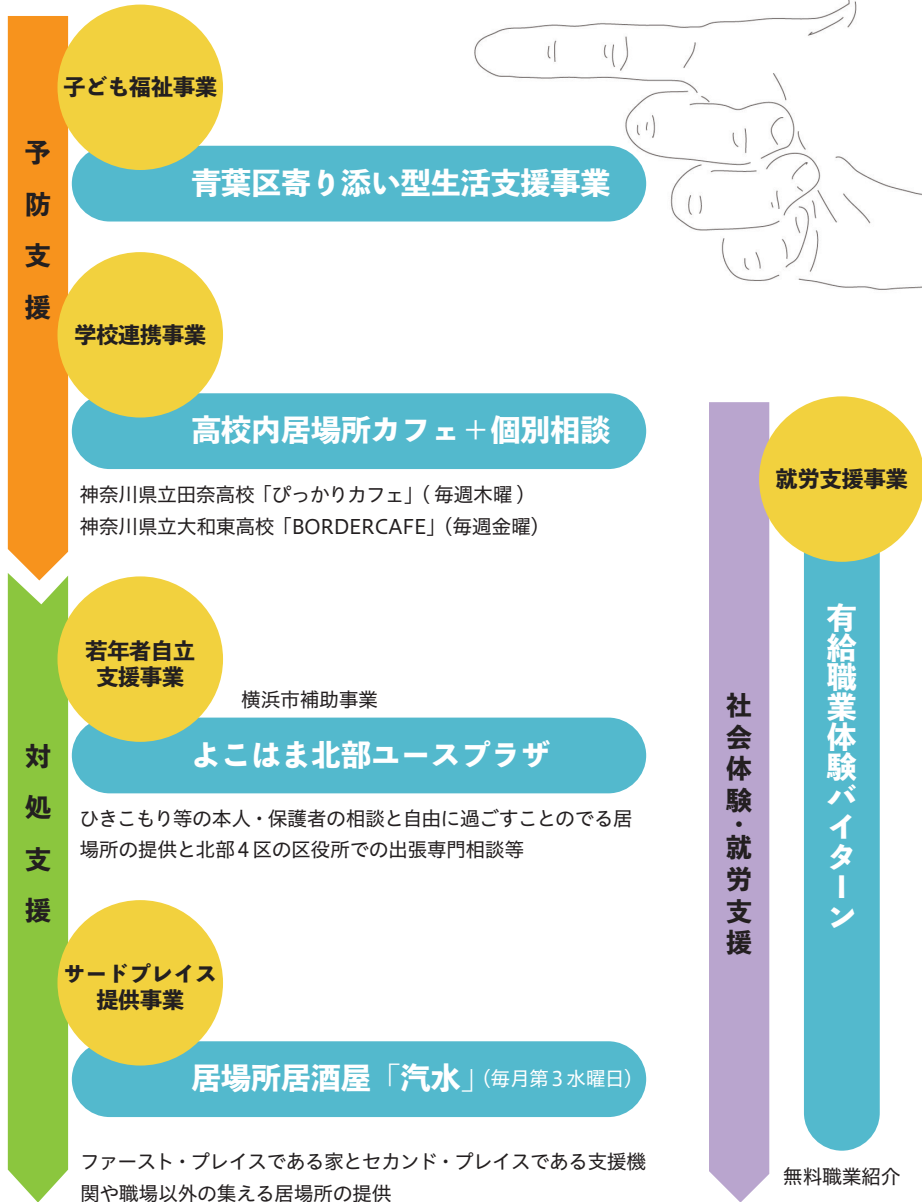 予防支援
子ども福祉事業
青葉区寄り添い型生活支援事業
学校連携事業
高校内居場所カフェ＋個別相談
神奈川県立田奈高校「ぴっかりカフェ」（毎週木曜）
神奈川県立大和東高校「BORDERCAFE」（毎週金曜）
対処支援
若年者自立
支援事業
横浜市補助事業
よこはま北部ユースプラザ
ひきこもり等の本人・保護者の相談と自由に過ごすことのでる居
場所の提供と北部４区の区役所での出張専門相談等
サードプレイス
提供事業
居場所居酒屋「汽水」（毎月第３水曜日）
ファースト・プレイスである家とセカンド・プレイスである支援機
関や職場以外の集える居場所の提供
社会体験・就労支援
就労支援事業
有給職業体験バイターン
無料職業紹介